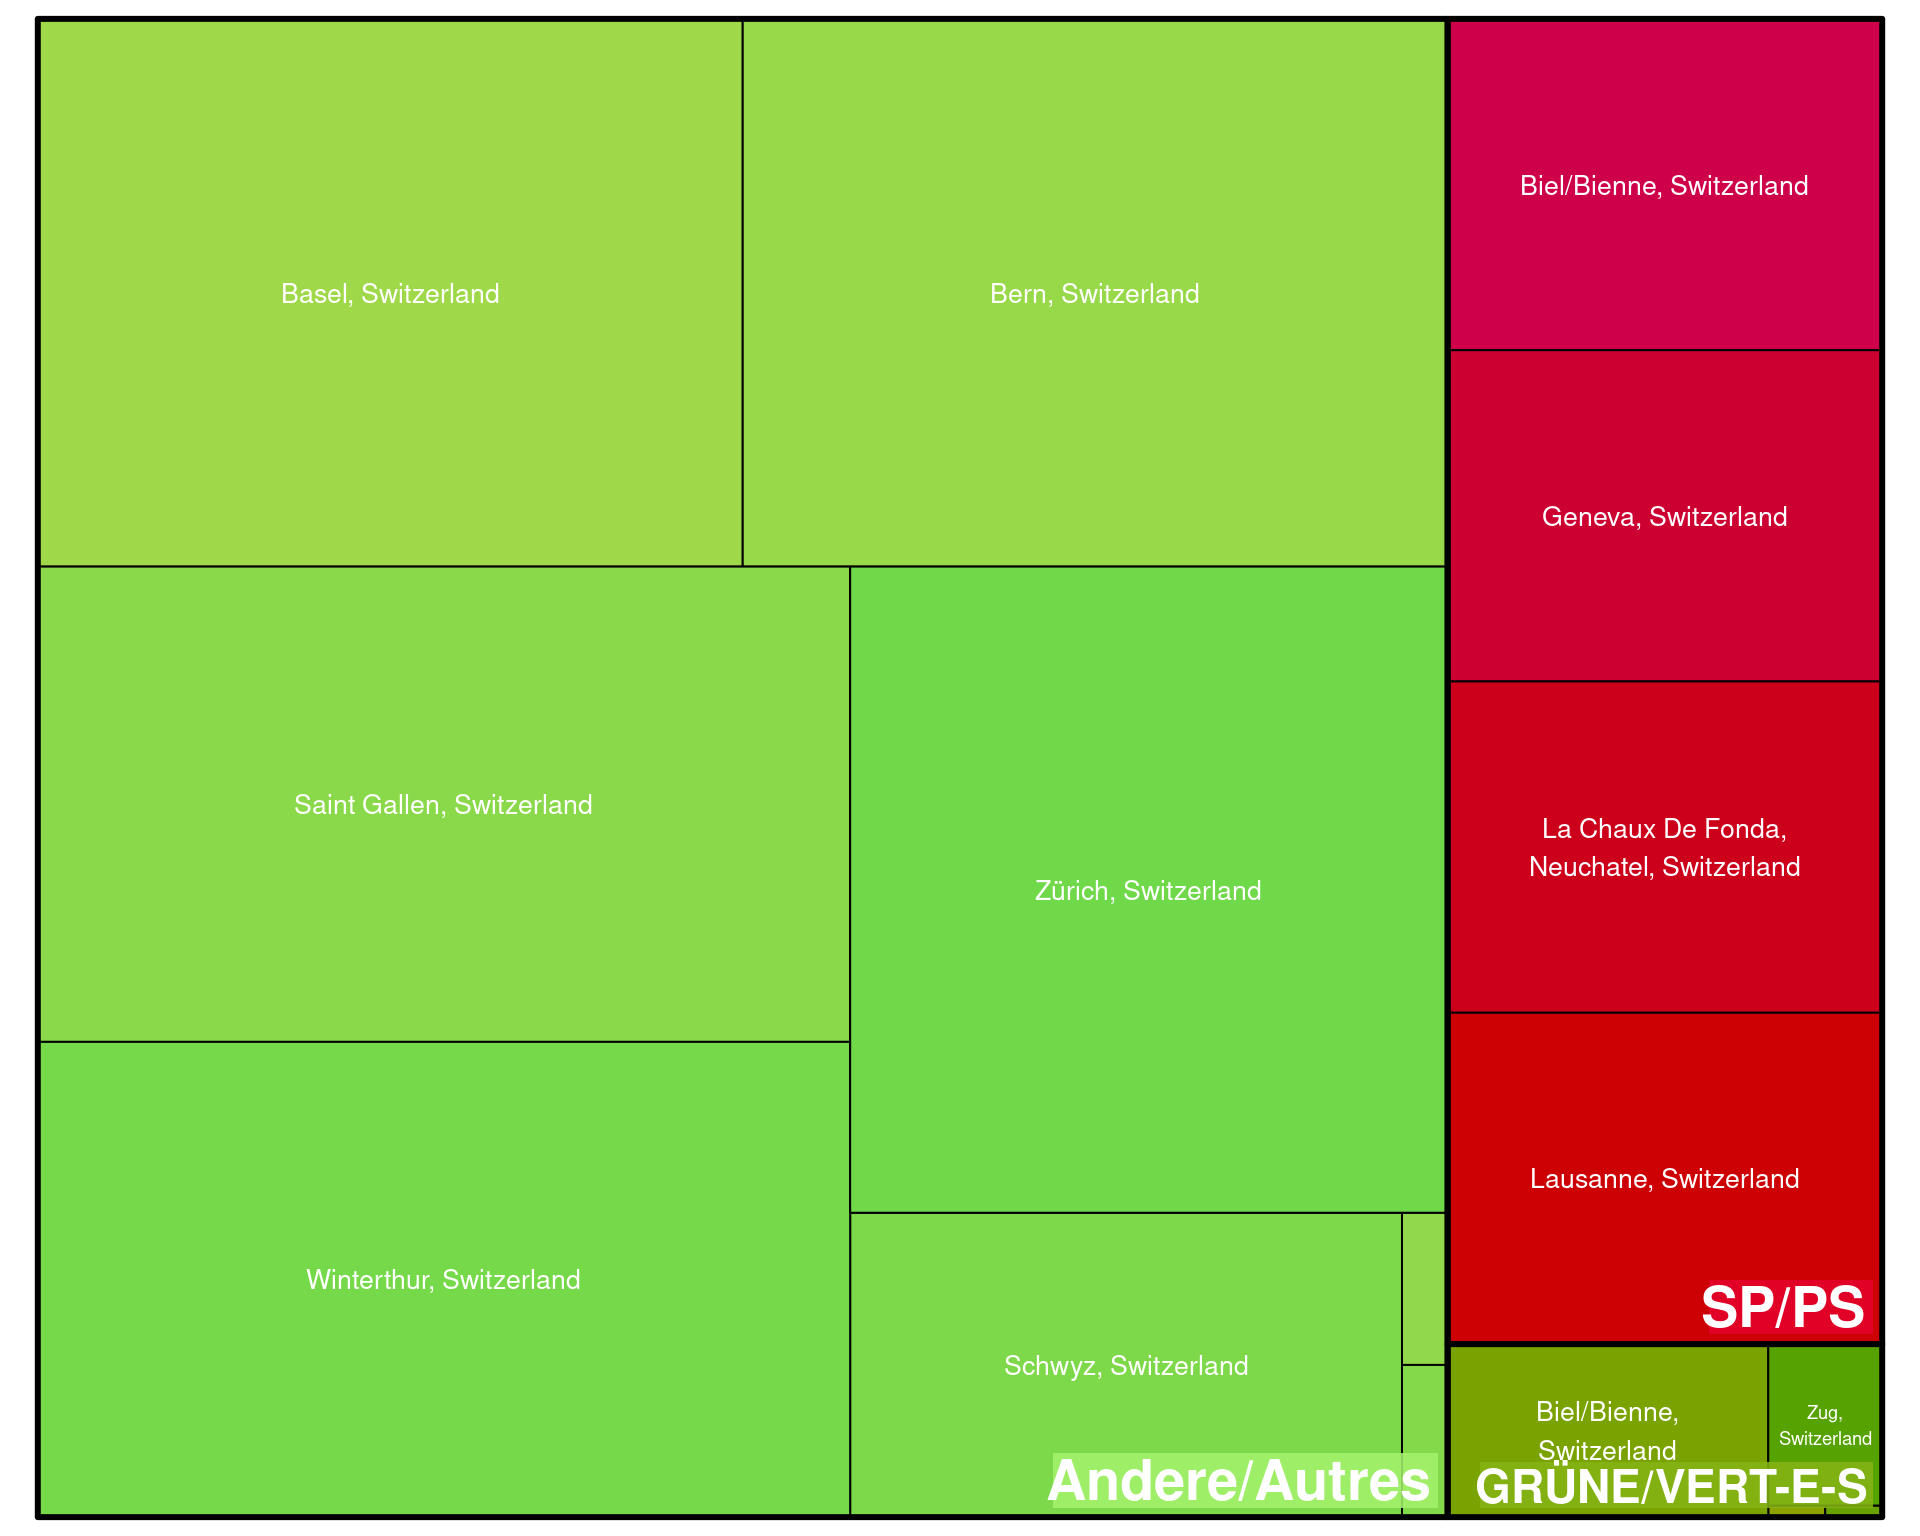 Basel, Switzerland
Bern, Switzerland
Biel/Bienne, Switzerland
Geneva, Switzerland
Saint Gallen, Switzerland
Zürich, Switzerland
La Chaux De Fonda,
Neuchatel, Switzerland
Lausanne, Switzerland
Winterthur, Switzerland
SP/PS
Schwyz, Switzerland
Biel/Bienne,
Switzerland
Zug,
Switzerland
Andere/Autres
GRÜNE/VERT-E-S